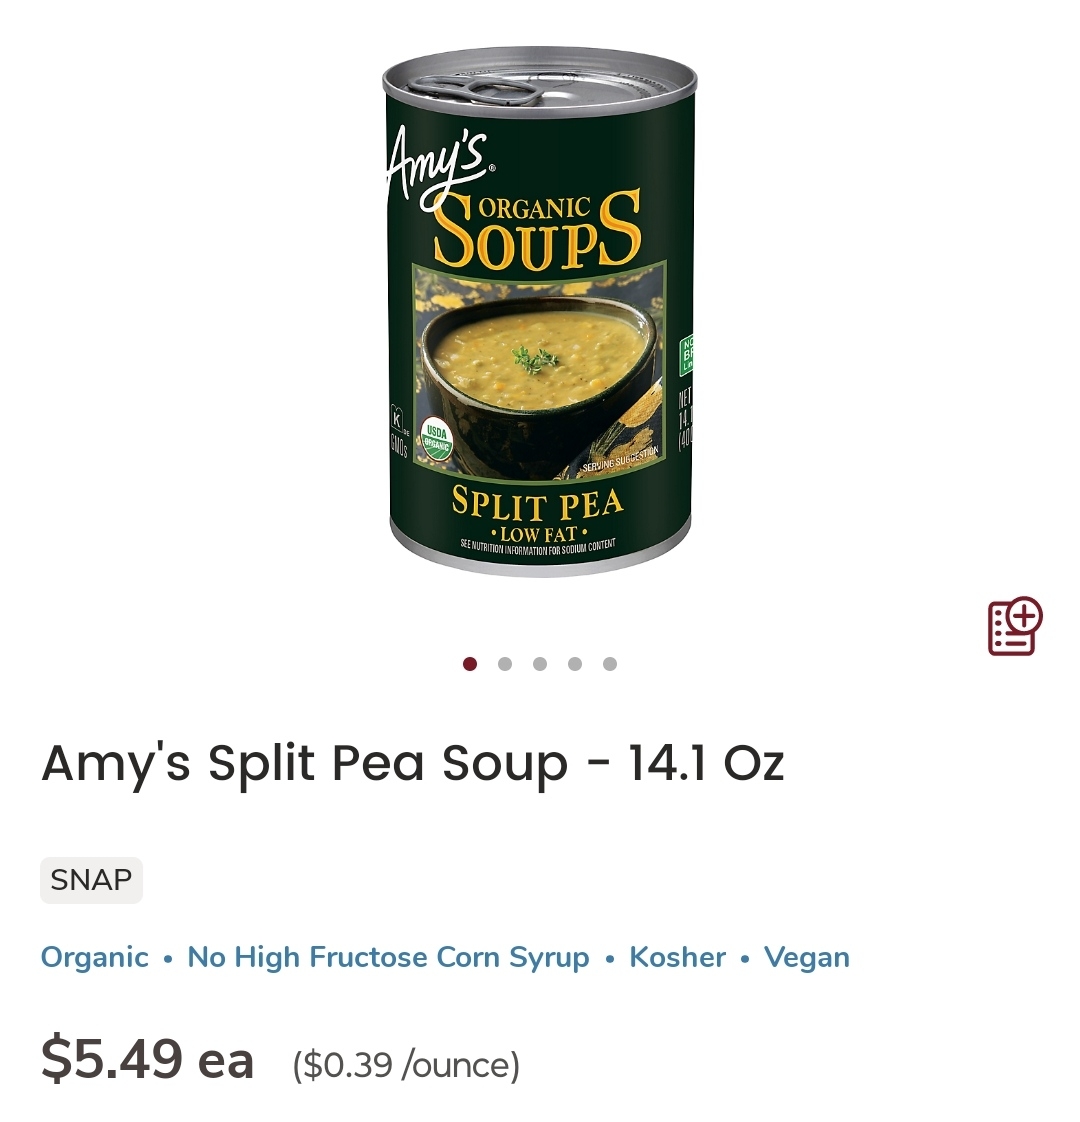 Amy's®
ORGANIC
SOUPS
K
GMOs
USDA
ORGANIC
NET
14.
SERVING SUGGESTION
SPLIT PEA
• LOW FAT •
SEE NUTRITION INFORMATION FOR SODIUM CONTENT
Amy's Split Pea Soup - 14.1 Oz
SNAP
Organic • No High Fructose Corn Syrup • Kosher • Vegan
$5.49 ea ($0.39 /ounce)